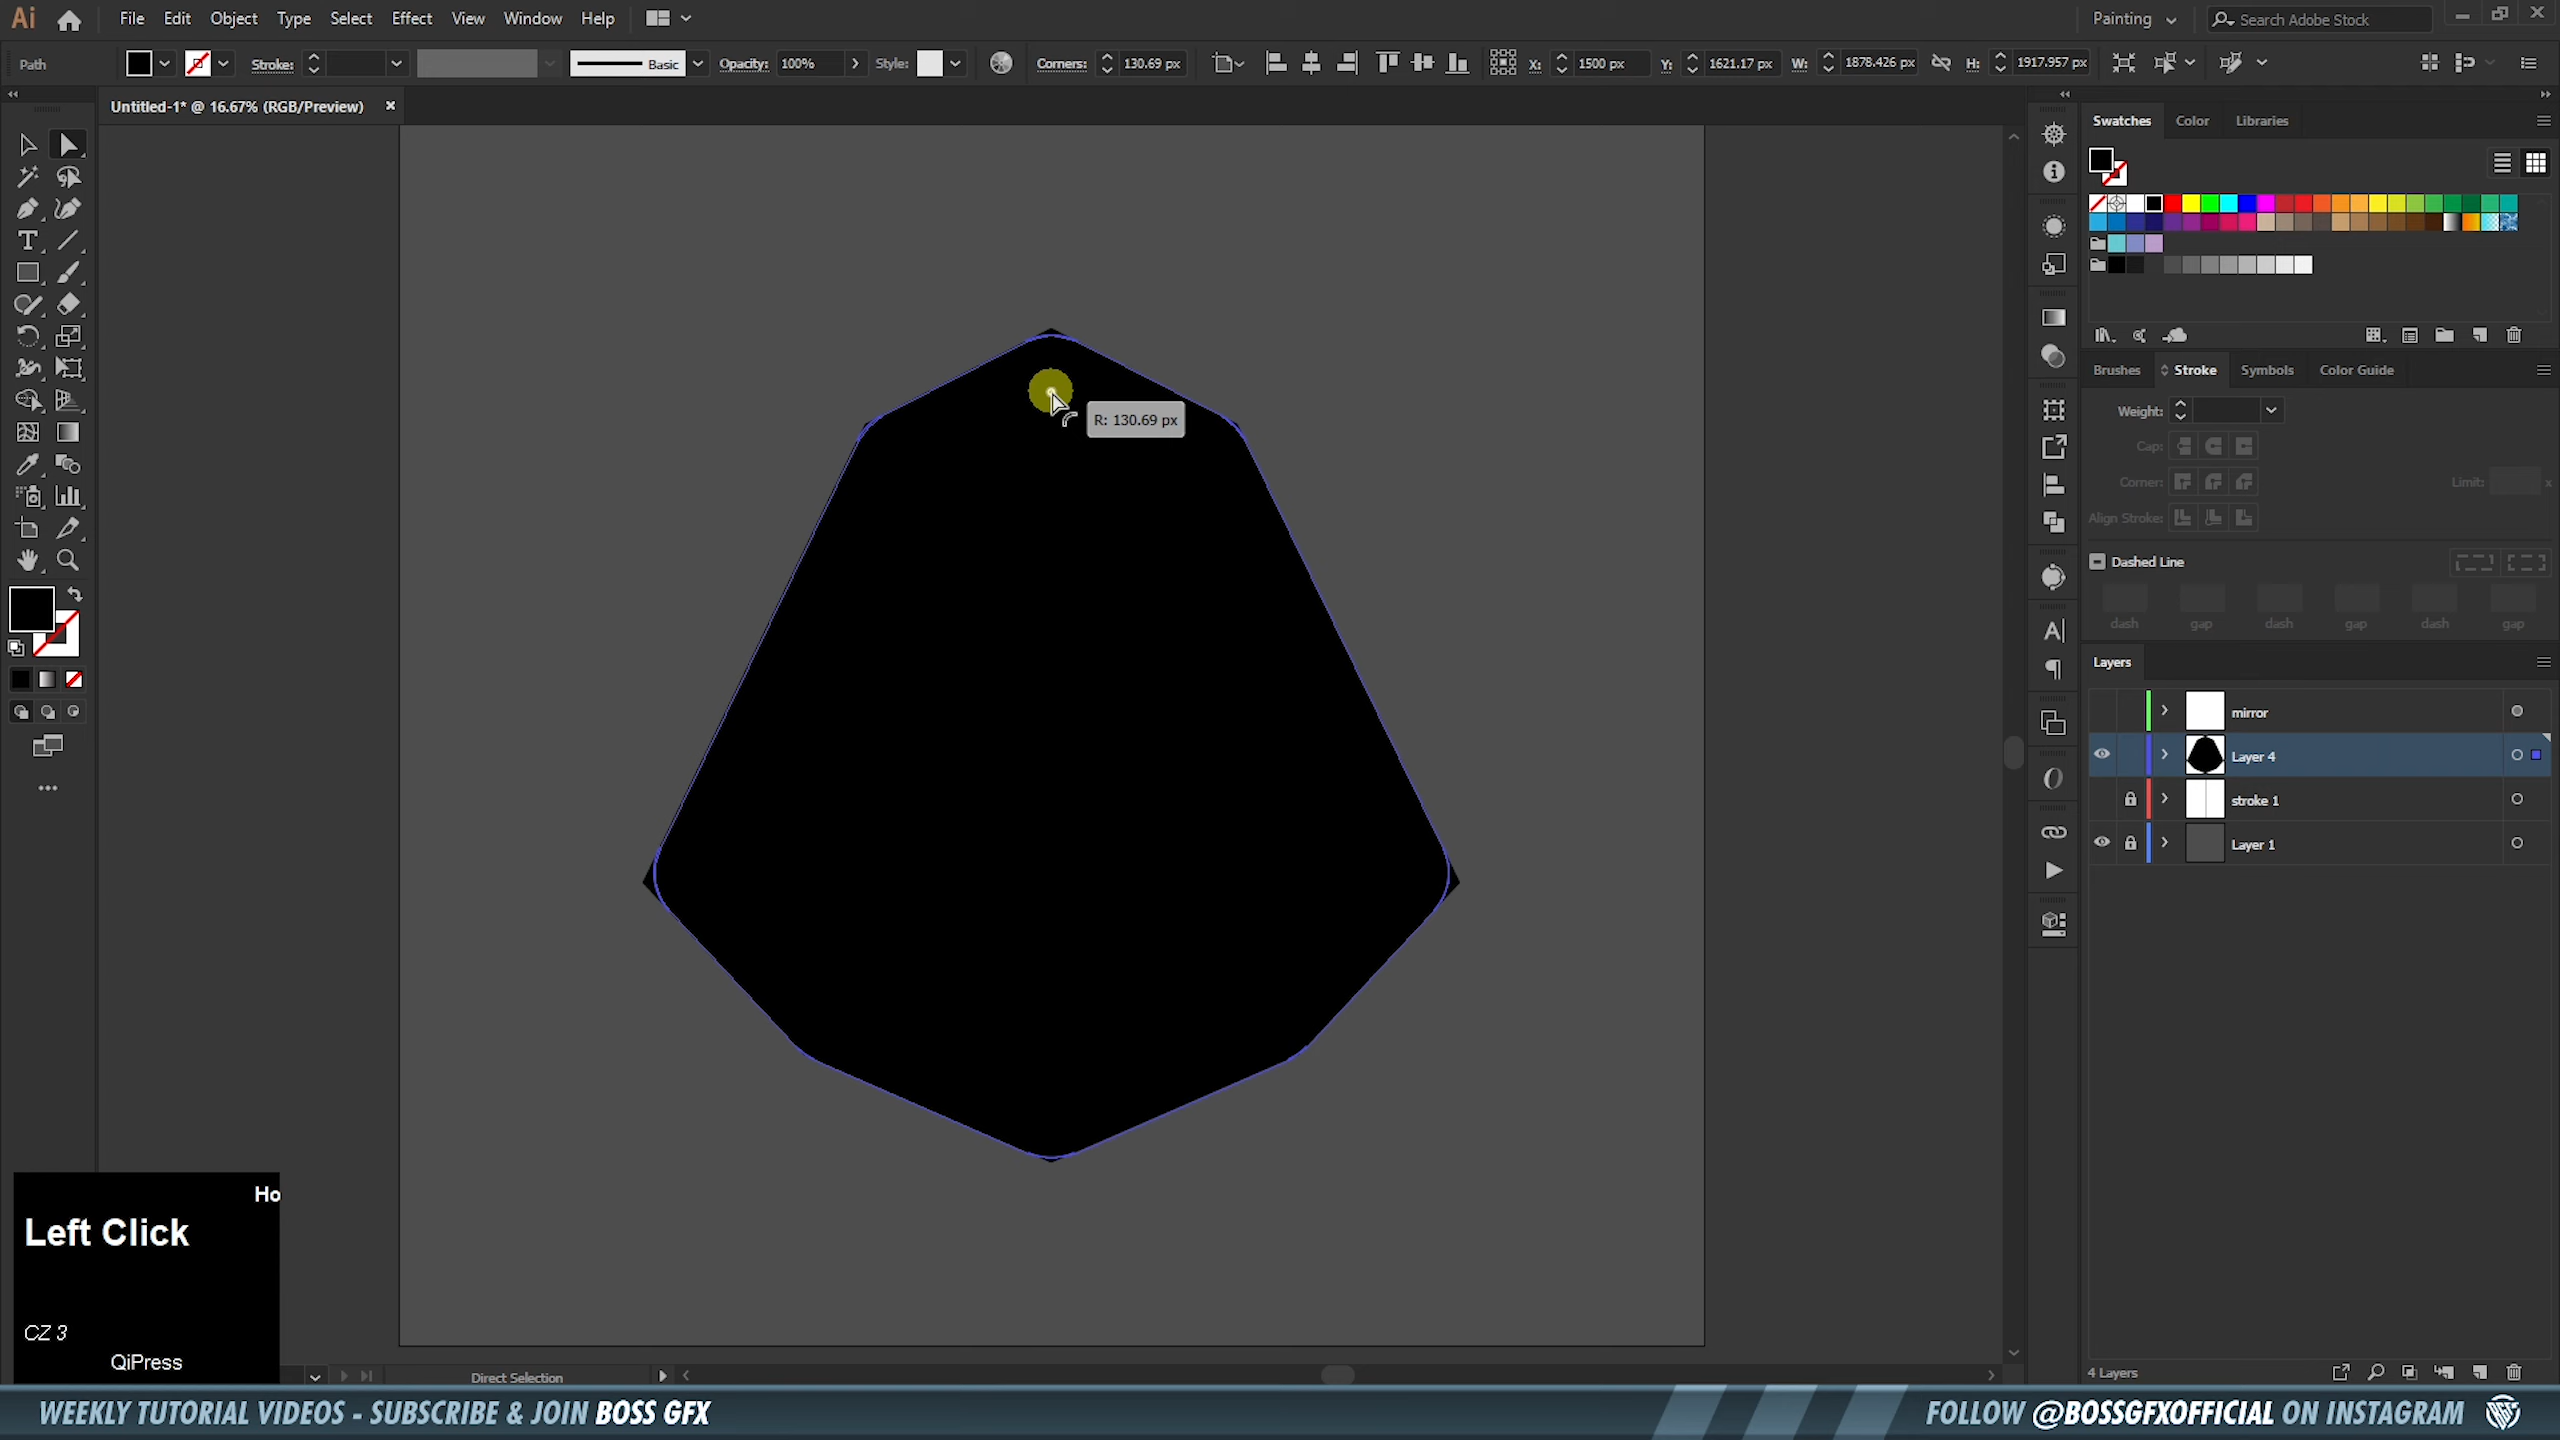 Ai File Edit Object Type Select Effect View Window Help Painting Search Adobe Stock
Path Stroke: Basic Opacity: 100% Style: Corners: 130.69 px X: 1500 px Y: 1621.17 px W: 1878.426 px H: 1917.957 px
Untitled-1* @ 16.67% (RGB/Preview)
Swatches Color Libraries
Brushes Stroke Symbols Color Guide
Weight:
Cap:
Corner: Limit: x
Align Stroke:
Dashed Line
dash gap dash gap dash gap
Layers
mirror
Layer 4
stroke 1
Layer 1
4 Layers
R: 130.69 px
Ho
Left Click
CZ 3
QiPress
Direct Selection
WEEKLY TUTORIAL VIDEOS - SUBSCRIBE & JOIN BOSS GFX
FOLLOW @BOSSGFXOFFICIAL ON INSTAGRAM